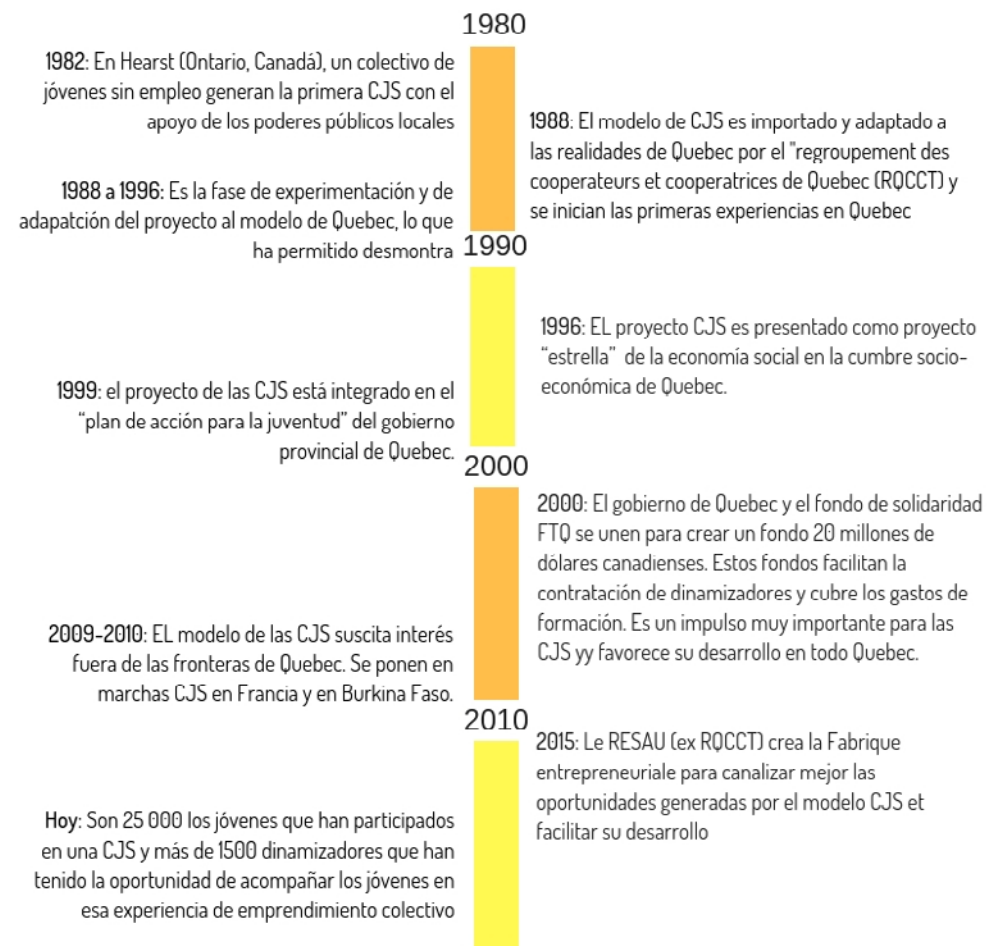 1980
1982: En Hearst (Ontario, Canadá), un colectivo de
jóvenes sin empleo generan la primera CJS con el
apoyo de los poderes públicos locales
1988: El modelo de CJS es importado y adaptado a
las realidades de Quebec por el "regroupement des
cooperateurs et cooperatrices de Quebec (RQCCT) y
se inician las primeras experiencias en Quebec
1988 a 1996: Es la fase de experimentación y de
adapatción del proyecto al modelo de Quebec, lo que
ha permitido desmontra
1990
1996: EL proyecto CJS es presentado como proyecto
“estrella” de la economía social en la cumbre socio-
económica de Quebec.
1999: el proyecto de las CJS está integrado en el
“plan de acción para la juventud” del gobierno
provincial de Quebec.
2000
2000: El gobierno de Quebec y el fondo de solidaridad
FTQ se unen para crear un fondo 20 millones de
dólares canadienses. Estos fondos facilitan la
contratación de dinamizadores y cubre los gastos de
formación. Es un impulso muy importante para las
CJS yy favorece su desarrollo en todo Quebec.
2009-2010: EL modelo de las CJS suscita interés
fuera de las fronteras de Quebec. Se ponen en
marchas CJS en Francia y en Burkina Faso.
2010
2015: Le RESAU (ex RQCCT) crea la Fabrique
entrepreneuriale para canalizar mejor las
oportunidades generadas por el modelo CJS et
facilitar su desarrollo
Hoy: Son 25 000 los jóvenes que han participados
en una CJS y más de 1500 dinamizadores que han
tenido la oportunidad de acompañar los jóvenes en
esa experiencia de emprendimiento colectivo